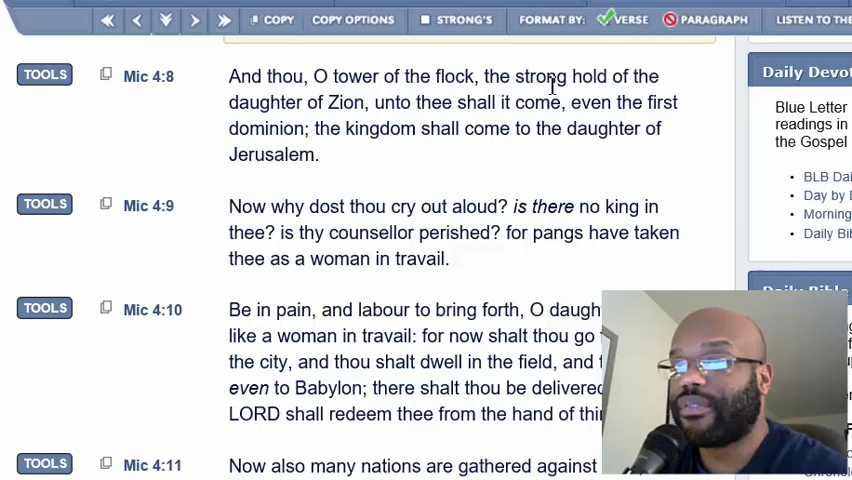 COPY COPY OPTIONS STRONG'S FORMAT BY: VERSE PARAGRAPH LISTEN TO THE
TOOLS Mic 4:8 And thou, O tower of the flock, the strong hold of the
daughter of Zion, unto thee shall it come, even the first
dominion; the kingdom shall come to the daughter of
Jerusalem.
TOOLS Mic 4:9 Now why dost thou cry out aloud? is there no king in
thee? is thy counsellor perished? for pangs have taken
thee as a woman in travail.
TOOLS Mic 4:10 Be in pain, and labour to bring forth, O
like a woman in travail: for now shalt thou go
the city, and thou shalt dwell in the field, and
even to Babylon; there shalt thou be delivered
LORD shall redeem thee from the hand of
TOOLS Mic 4:11 Now also many nations are gathered against
Daily
Blue Letter
readings in
the Gospel
BLB
Day by
Morning
Daily
Daily Bible